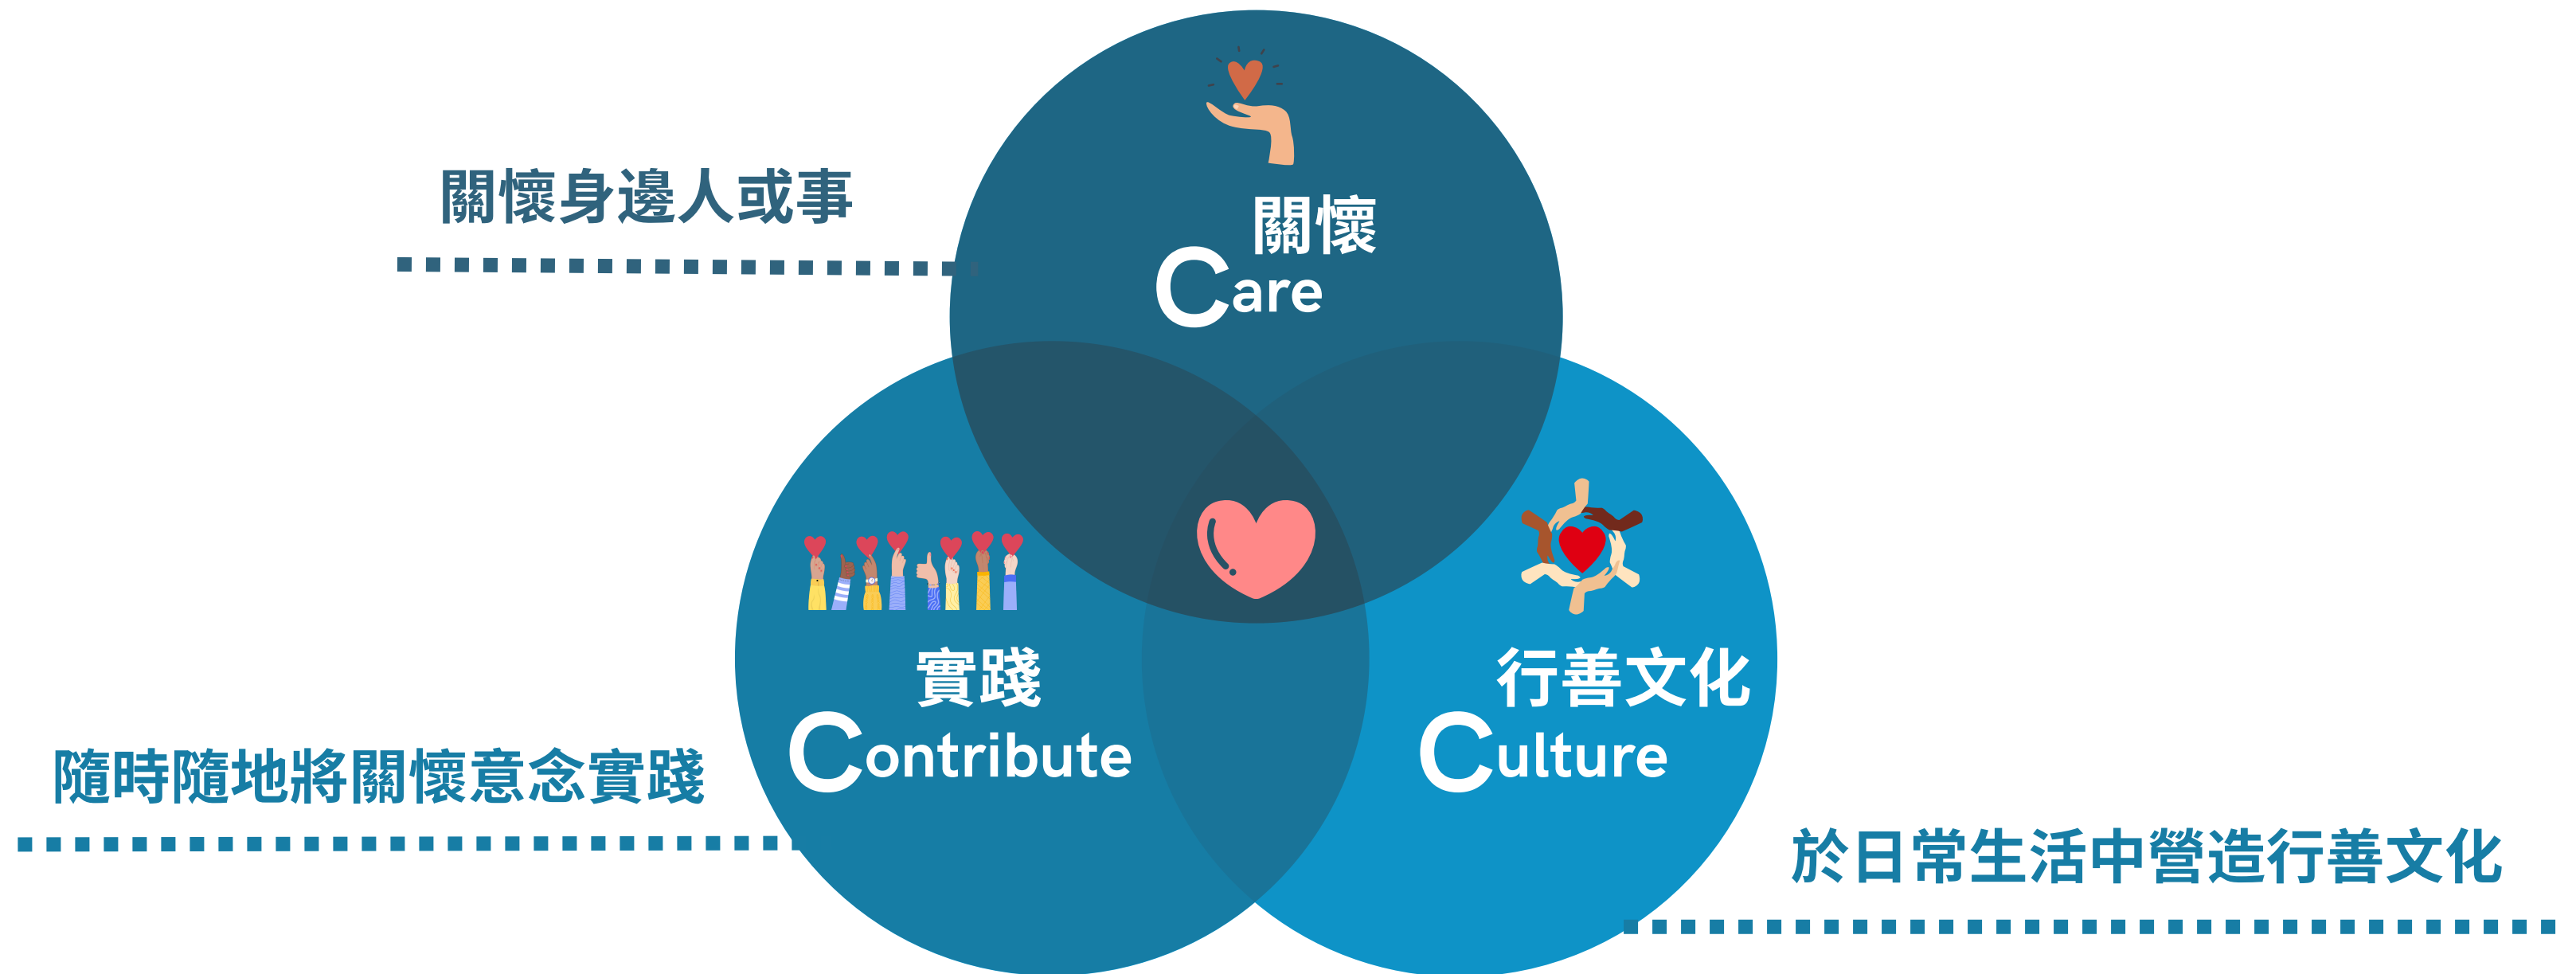 關懷身邊人或事
關懷
Care
實踐
Contribute
行善文化
Culture
隨時隨地將關懷意念實踐
於日常生活中營造行善文化